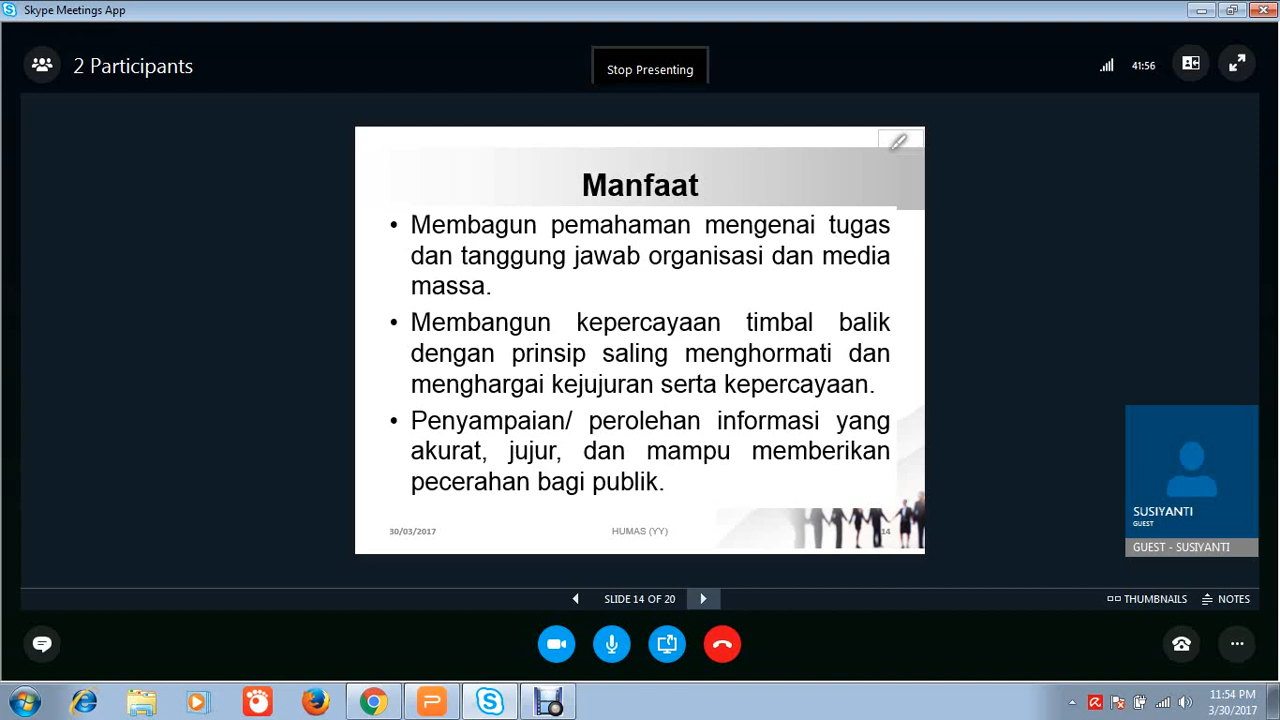 Skype Meetings App
2 Participants
Stop Presenting
41:56
Manfaat
• Membagun pemahaman mengenai tugas
dan tanggung jawab organisasi dan media
massa.
• Membangun kepercayaan timbal balik
dengan prinsip saling menghormati dan
menghargai kejujuran serta kepercayaan.
• Penyampaian/ perolehan informasi yang
akurat, jujur, dan mampu memberikan
pecerahan bagi publik.
30/03/2017
HUMAS (YY)
14
SUSIYANTI
GUEST
GUEST - SUSIYANTI
SLIDE 14 OF 20
THUMBNAILS
NOTES
11:54 PM
3/30/2017